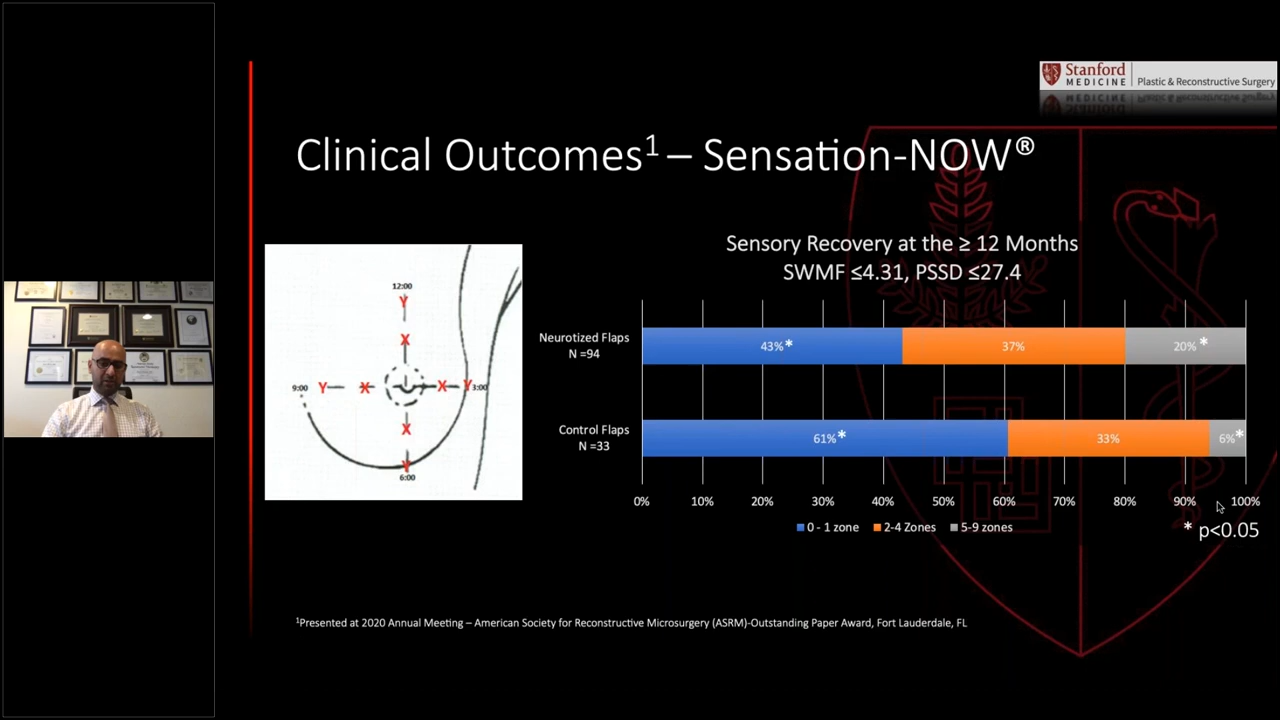 Stanford
MEDICINE
Plastic & Reconstructive Surgery
Clinical Outcomes¹ – Sensation-NOW®
12:00
Y
X
9:00
Y
X
X
Y
3:00
X
Y
6:00
Sensory Recovery at the ≥ 12 Months
SWMF ≤4.31, PSSD ≤27.4
Neurotized Flaps
N =94
43%*
37%
20% *
Control Flaps
N =33
61%*
33%
6%*
0% 10% 20% 30% 40% 50% 60% 70% 80% 90% 100%
0 - 1 zone 2-4 Zones 5-9 zones
* p<0.05
¹Presented at 2020 Annual Meeting – American Society for Reconstructive Microsurgery (ASRM)-Outstanding Paper Award, Fort Lauderdale, FL